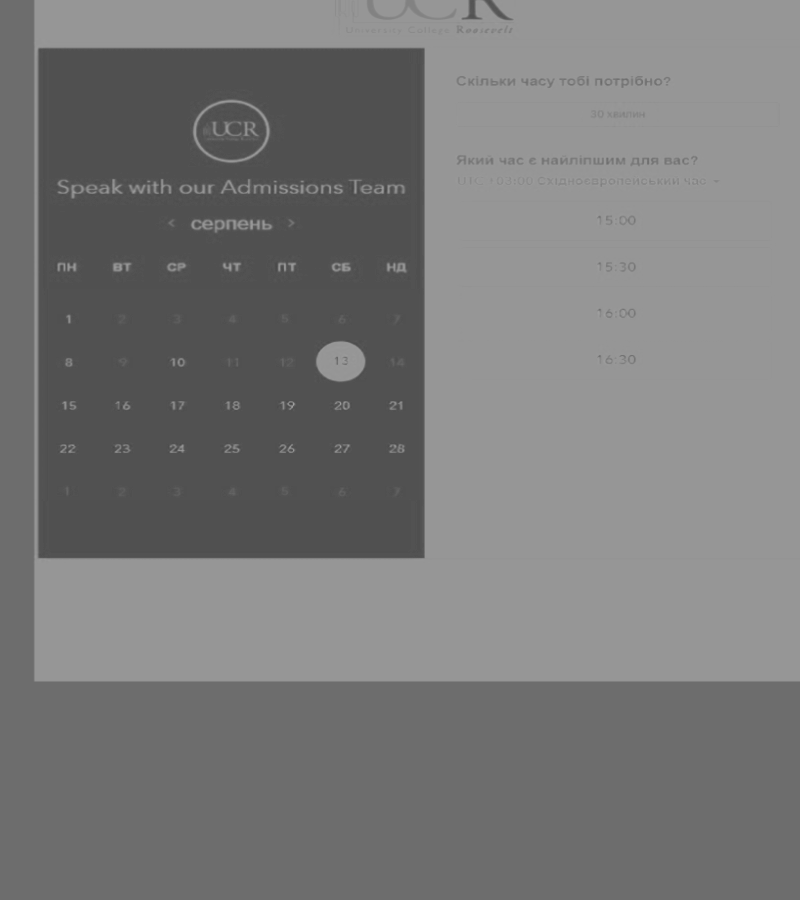 UCR
University College Roosevelt
UCR
Speak with our Admissions Team
< серпень >
ПН ВТ СР ЧТ ПТ СБ НД
1 2 3 4 5 6 7
8 9 10 11 12 13 14
15 16 17 18 19 20 21
22 23 24 25 26 27 28
1 2 3 4 5 6 7
Скільки часу тобі потрібно?
30 хвилин
Який час є найліпшим для вас?
UTC +03:00 Східноєвропейський час
15:00
15:30
16:00
16:30